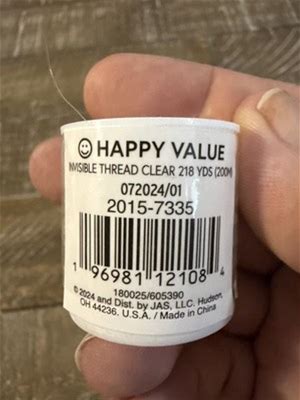 HAPPY VALUE
INVISIBLE THREAD CLEAR 218 YDS (200M)
072024/01
2015-7335
1 96981 12108 4
180025/605390
© 2024 and Dist. by JAS, LLC. Hudson,
OH 44236. U.S.A. / Made in China